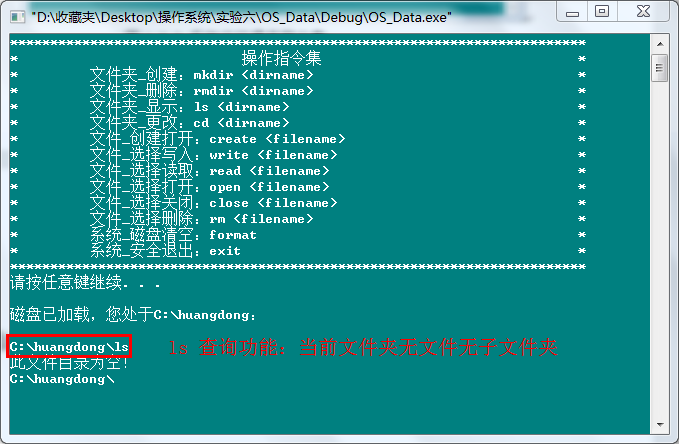 "D:\收藏夹\Desktop\操作系统\实验六\OS_Data\Debug\OS_Data.exe"
************************************************************************
* 操作指令集 *
* 文件夹_创建：mkdir <dirname> *
* 文件夹_删除：rmdir <dirname> *
* 文件夹_显示：ls <dirname> *
* 文件夹_更改：cd <dirname> *
* 文件_创建打开：create <filename> *
* 文件_选择写入：write <filename> *
* 文件_选择读取：read <filename> *
* 文件_选择打开：open <filename> *
* 文件_选择关闭：close <filename> *
* 文件_选择删除：rm <filename> *
* 系统_磁盘清空：format *
* 系统_安全退出：exit *
************************************************************************
请按任意键继续. . .
磁盘已加载，您处于C:\huangdong：
C:\huangdong\ls ls 查询功能：当前文件夹无文件无子文件夹
此文件目录为空！
C:\huangdong\